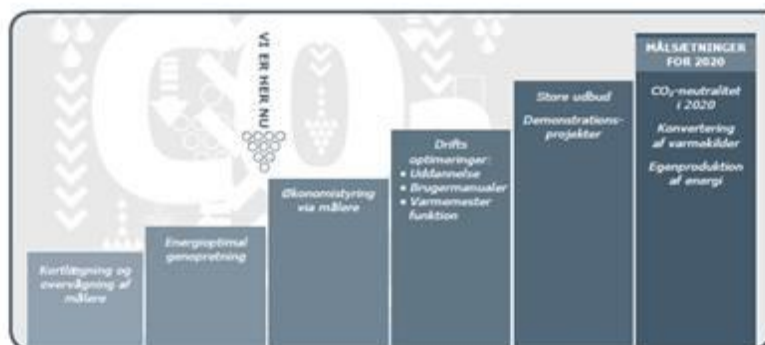 VI ER HER NU
Kortlægning og
overvågning af
målere
Energioptimal
genopretning
Økonomistyring
via målere
Drifts
optimeringer:
• Uddannelse
• Brugermanualer
• Varmemester
funktion
Store udbud
Demonstrations-
projekter
MÅLSÆTNINGER
FOR 2020
CO₂-neutralitet
i 2020
Konvertering
af varmekilder
Egenproduktion
af energi